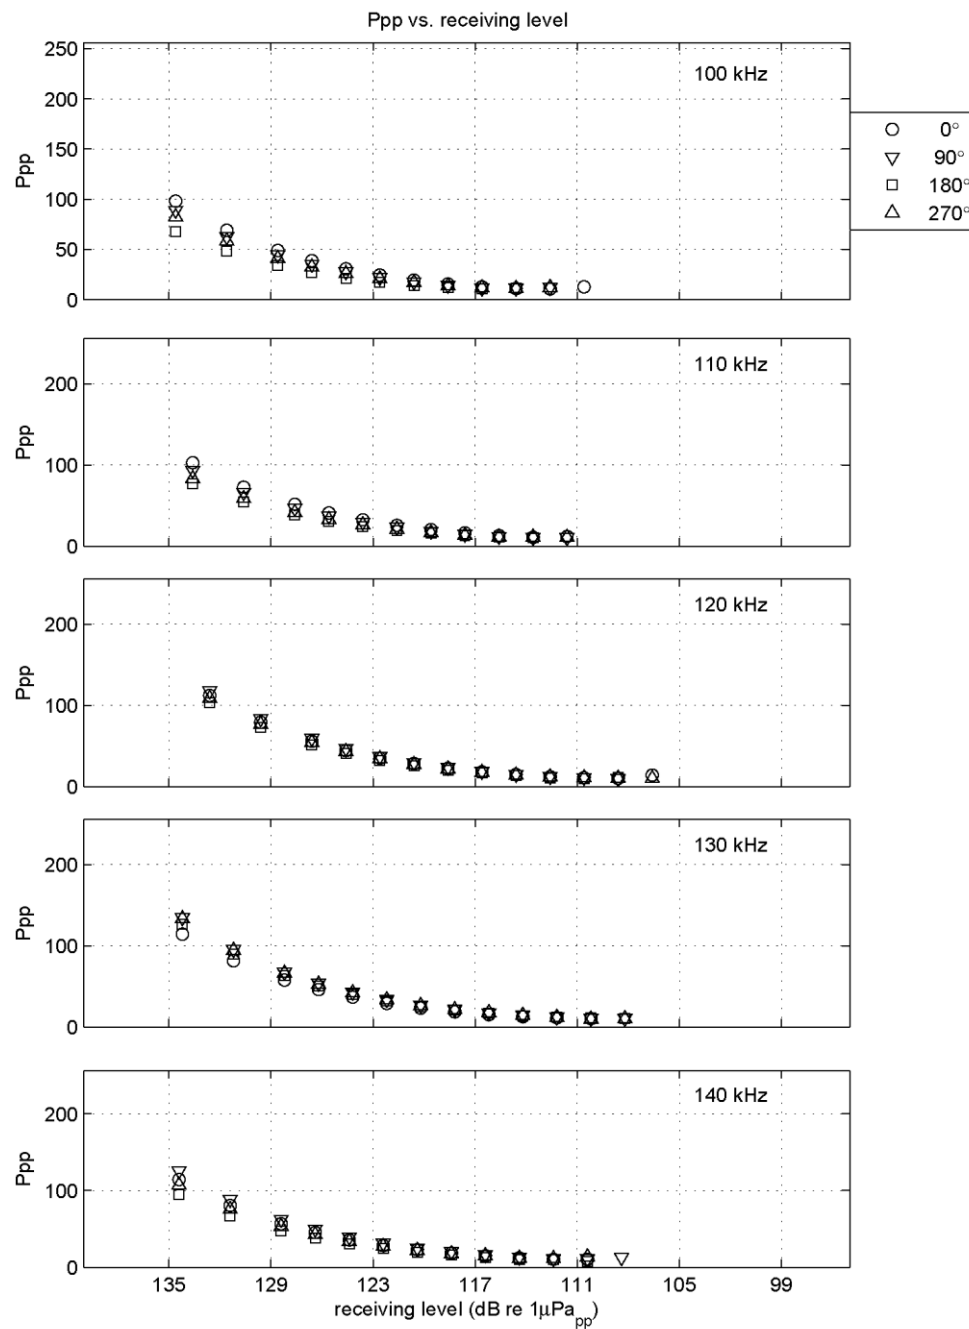 Ppp vs. receiving level
250
200
150
100
50
0
Ppp
100 kHz
0°
90°
180°
270°
200
100
0
Ppp
110 kHz
200
100
0
Ppp
120 kHz
200
100
0
Ppp
130 kHz
200
100
0
Ppp
140 kHz
135 129 123 117 111 105 99
receiving level (dB re 1μPapp)